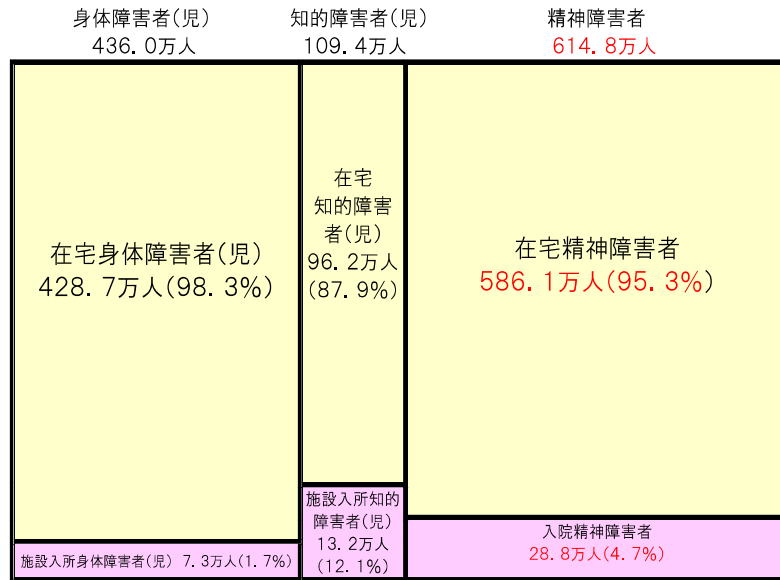 身体障害者(児)
436.0万人
知的障害者(児)
109.4万人
精神障害者
614.8万人
在宅身体障害者(児)
428.7万人(98.3%)
在宅
知的障害
者(児)
96.2万人
(87.9%)
在宅精神障害者
586.1万人(95.3%)
施設入所身体障害者(児) 7.3万人(1.7%)
施設入所知的
障害者(児)
13.2万人
(12.1%)
入院精神障害者
28.8万人(4.7%)